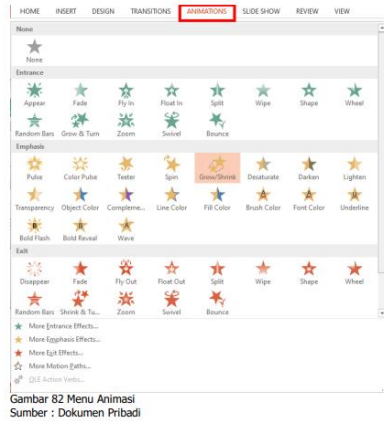 HOME INSERT DESIGN TRANSITIONS ANIMATIONS SLIDE SHOW REVIEW VIEW
None
None
Entrance
Appear Fade Fly In Float In Split Wipe Shape Wheel
Random Bars Grow & Turn Zoom Swivel Bounce
Emphasis
Pulse Color Pulse Teeter Spin Grow/Shrink Desaturate Darken Lighten
Transparency Object Color Compleme... Line Color Fill Color Brush Color Font Color Underline
Bold Flash Bold Reveal Wave
Exit
Disappear Fade Fly Out Float Out Split Wipe Shape Wheel
Random Bars Shrink & Tu... Zoom Swivel Bounce
More Entrance Effects...
More Emphasis Effects...
More Exit Effects...
More Motion Paths...
OLE Action Verbs...
Gambar 82 Menu Animasi
Sumber : Dokumen Pribadi